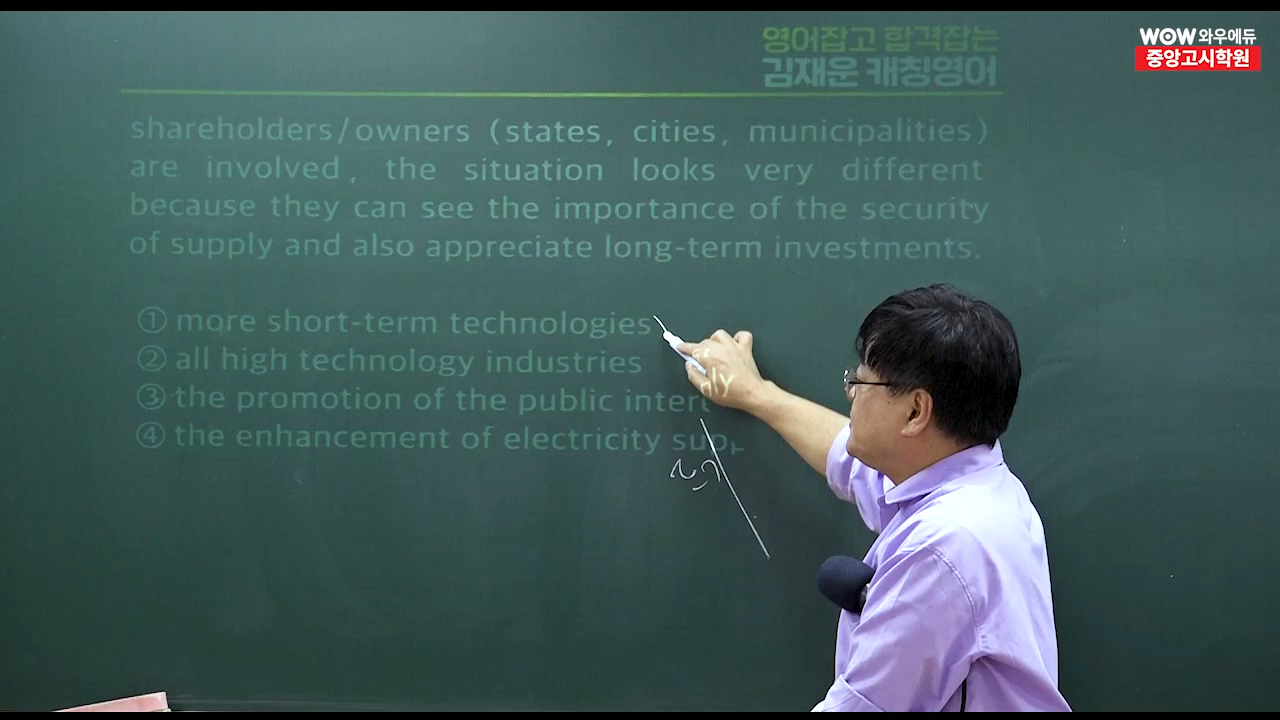 영어잡고 합격잡는
김재운 캐칭영어
WOW 와우에듀
중앙고시학원
shareholders/owners (states, cities, municipalities)
are involved, the situation looks very different
because they can see the importance of the security
of supply and also appreciate long-term investments.
① more short-term technologies
② all high technology industries
③ the promotion of the public
④ the enhancement of electricity